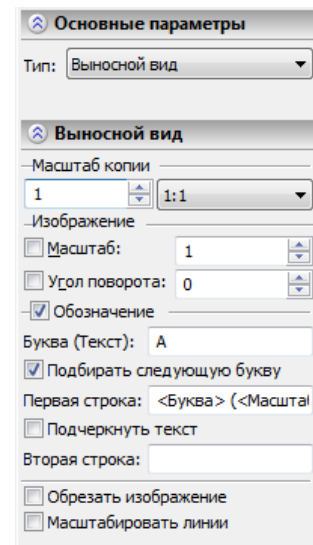 Основные параметры
Тип: Выносной вид
Выносной вид
Масштаб копии
1 1:1
Изображение
Масштаб: 1
Угол поворота: 0
Обозначение
Буква (Текст): А
Подбирать следующую букву
Первая строка: <Буква> (<Масшта
Подчеркнуть текст
Вторая строка:
Обрезать изображение
Масштабировать линии